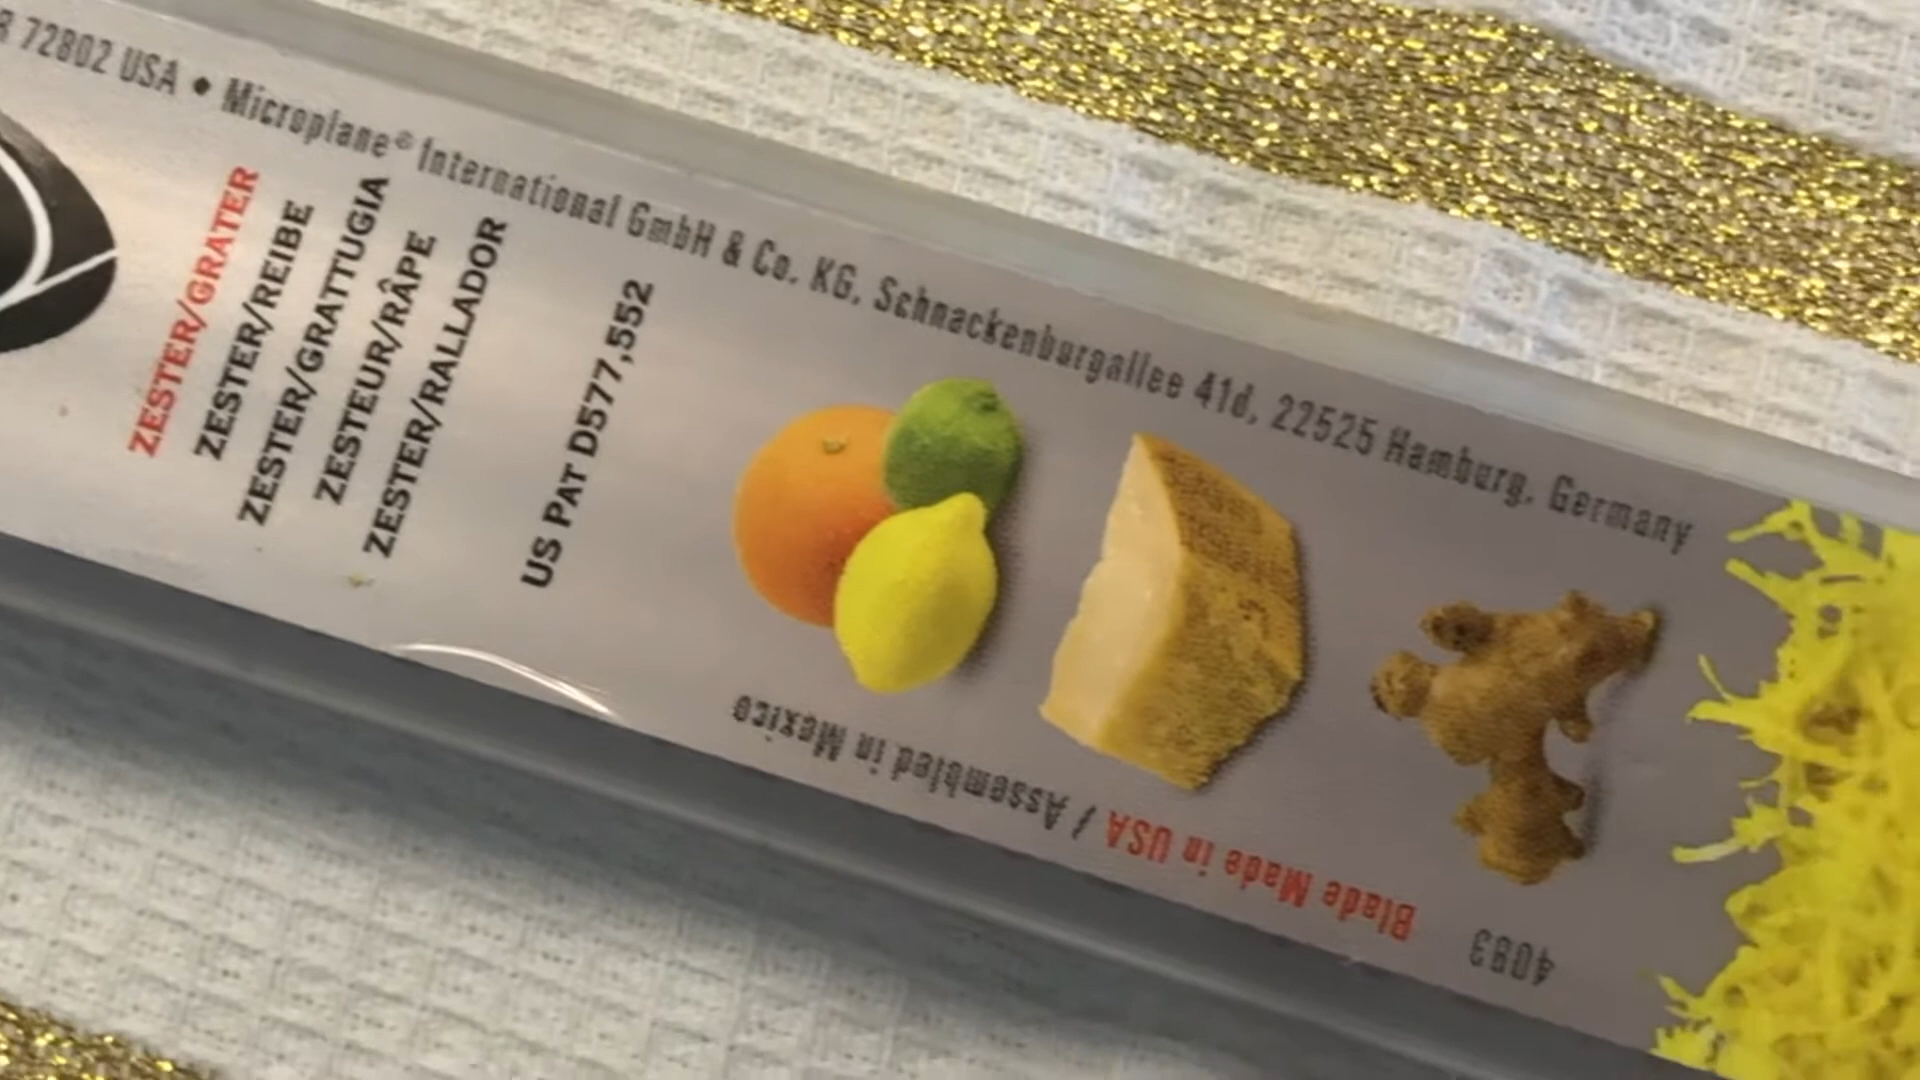 72802 USA • Microplane® International GmbH & Co. KG, Schnackenburgallee 41d, 22525 Hamburg, Germany
ZESTER/GRATER
ZESTER/REIBE
ZESTER/GRATTUGIA
ZESTEUR/RÂPE
ZESTER/RALLADOR
US PAT D577,552
Blade Made in USA / Assembled in Mexico